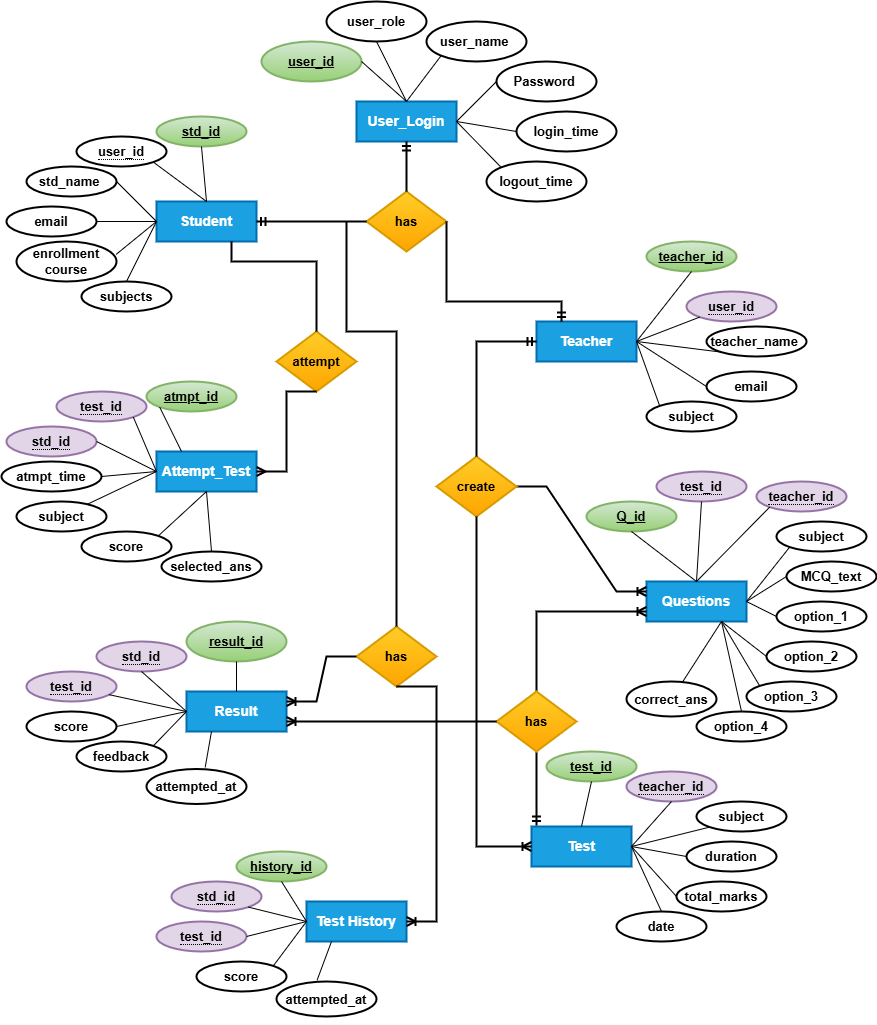 user_role
user_name
user_id
Password
User_Login
login_time
std_id
user_id
logout_time
std_name
Student
has
email
enrollment
course
subjects
teacher_id
user_id
Teacher
teacher_name
attempt
email
subject
atmpt_id
test_id
std_id
atmpt_time
Attempt_Test
subject
score
selected_ans
create
test_id
teacher_id
Q_id
subject
MCQ_text
Questions
option_1
option_2
option_3
option_4
correct_ans
has
result_id
std_id
test_id
Result
score
feedback
attempted_at
has
test_id
teacher_id
subject
Test
duration
total_marks
date
history_id
std_id
test_id
Test History
score
attempted_at